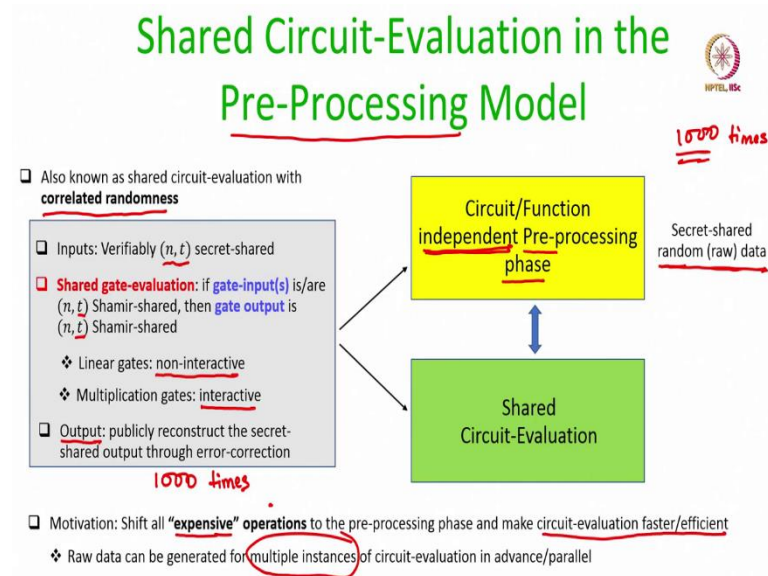 Shared Circuit-Evaluation in the
Pre-Processing Model
NPTEL, IISc
1000 times
❑ Also known as shared circuit-evaluation with
correlated randomness
❑ Inputs: Verifiably (n, t) secret-shared
❑ Shared gate-evaluation: if gate-input(s) is/are
(n, t) Shamir-shared, then gate output is
(n, t) Shamir-shared
❖ Linear gates: non-interactive
❖ Multiplication gates: interactive
❑ Output: publicly reconstruct the secret-
shared output through error-correction
1000 times
Circuit/Function
independent Pre-processing
phase
Secret-shared
random (raw) data
Shared
Circuit-Evaluation
❑ Motivation: Shift all “expensive” operations to the pre-processing phase and make circuit-evaluation faster/efficient
❖ Raw data can be generated for multiple instances of circuit-evaluation in advance/parallel